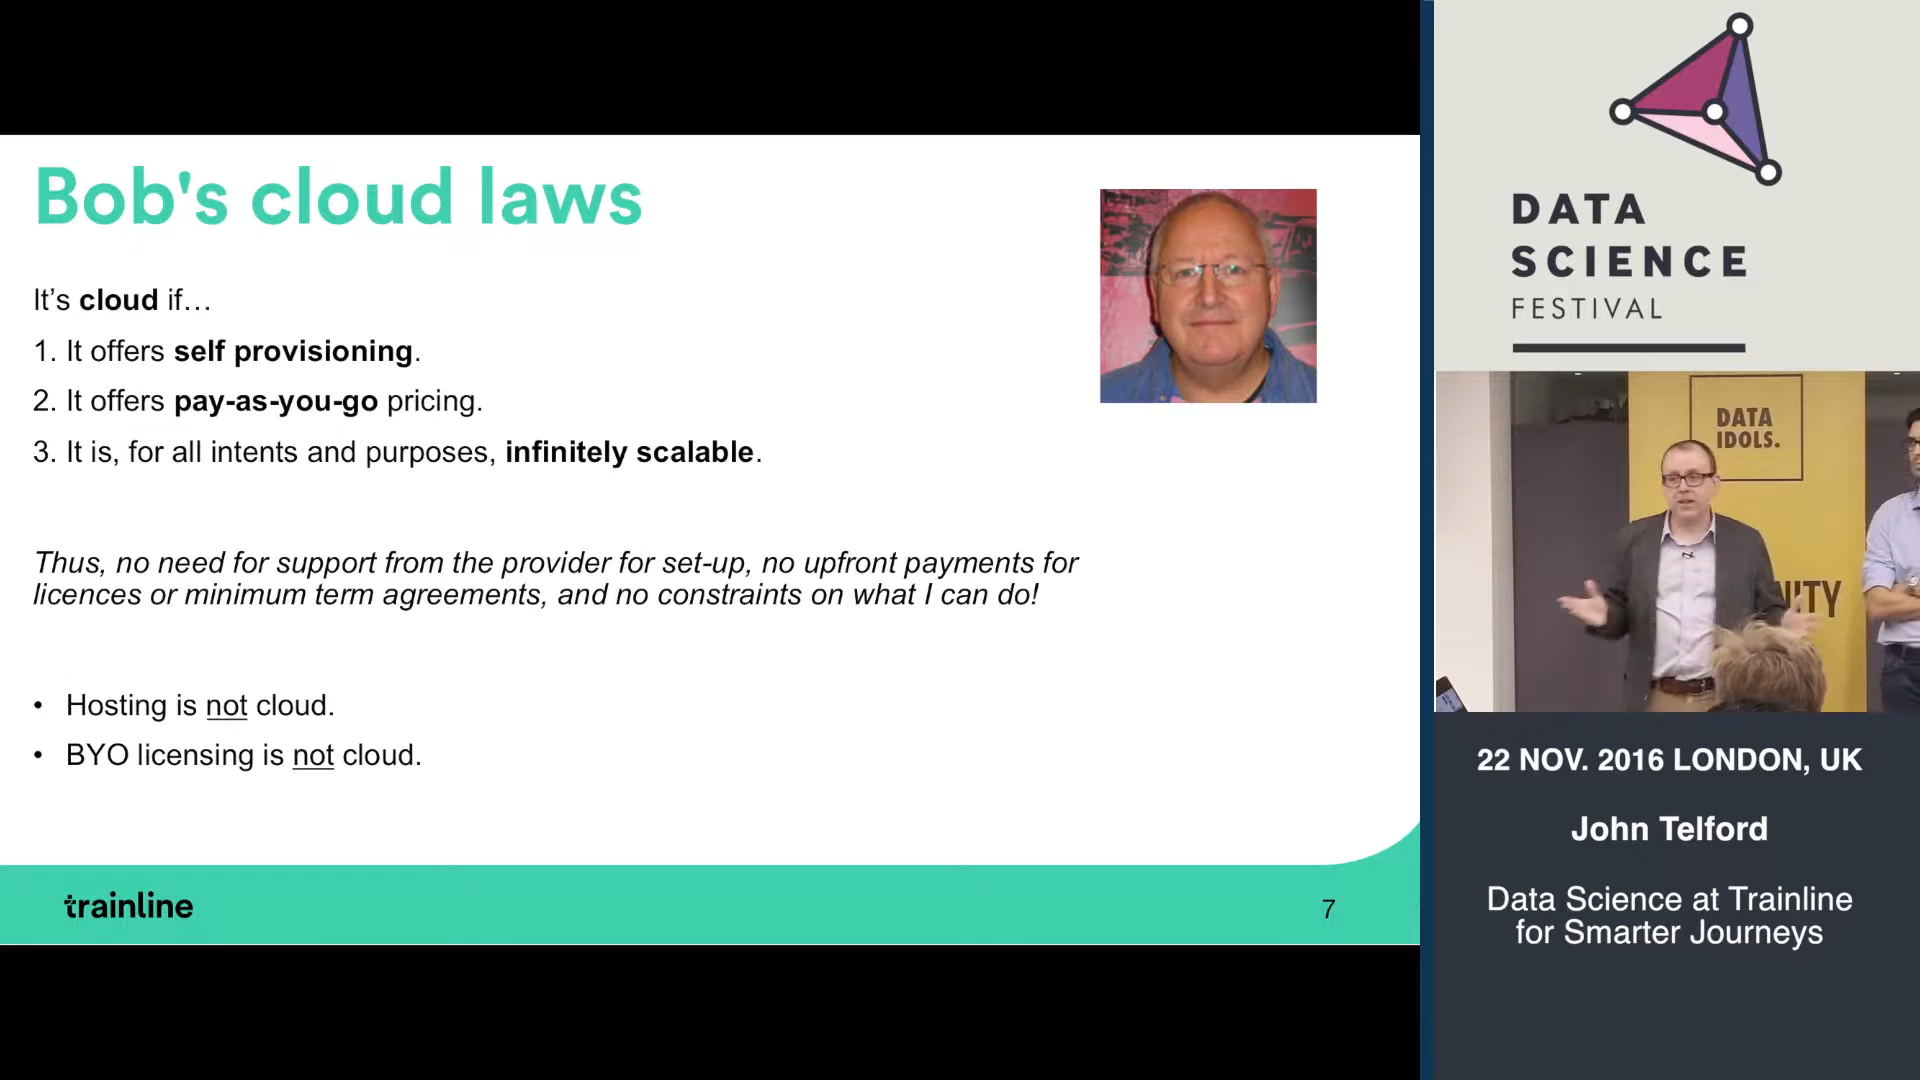 Bob's cloud laws
It’s cloud if…
1. It offers self provisioning.
2. It offers pay-as-you-go pricing.
3. It is, for all intents and purposes, infinitely scalable.
Thus, no need for support from the provider for set-up, no upfront payments for
licences or minimum term agreements, and no constraints on what I can do!
• Hosting is not cloud.
• BYO licensing is not cloud.
trainline
7
DATA
SCIENCE
FESTIVAL
DATA
IDOLS.
NITY
22 NOV. 2016 LONDON, UK
John Telford
Data Science at Trainline
for Smarter Journeys